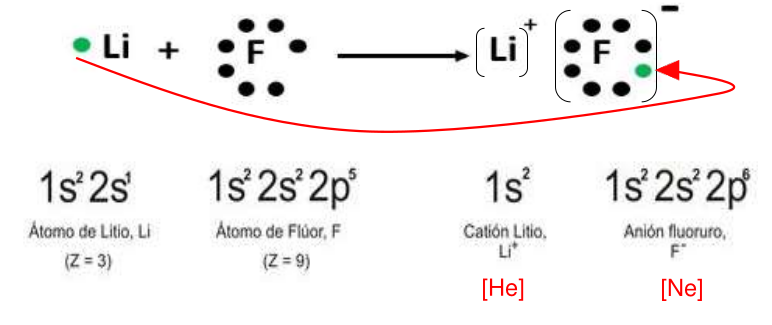 Li + F → [Li]⁺ [F]⁻
1s² 2s¹
1s² 2s² 2p⁵
1s²
1s² 2s² 2p⁶
Átomo de Litio, Li
(Z = 3)
Átomo de Flúor, F
(Z = 9)
Catión Litio,
Li⁺
Anión fluoruro,
F⁻
[He]
[Ne]